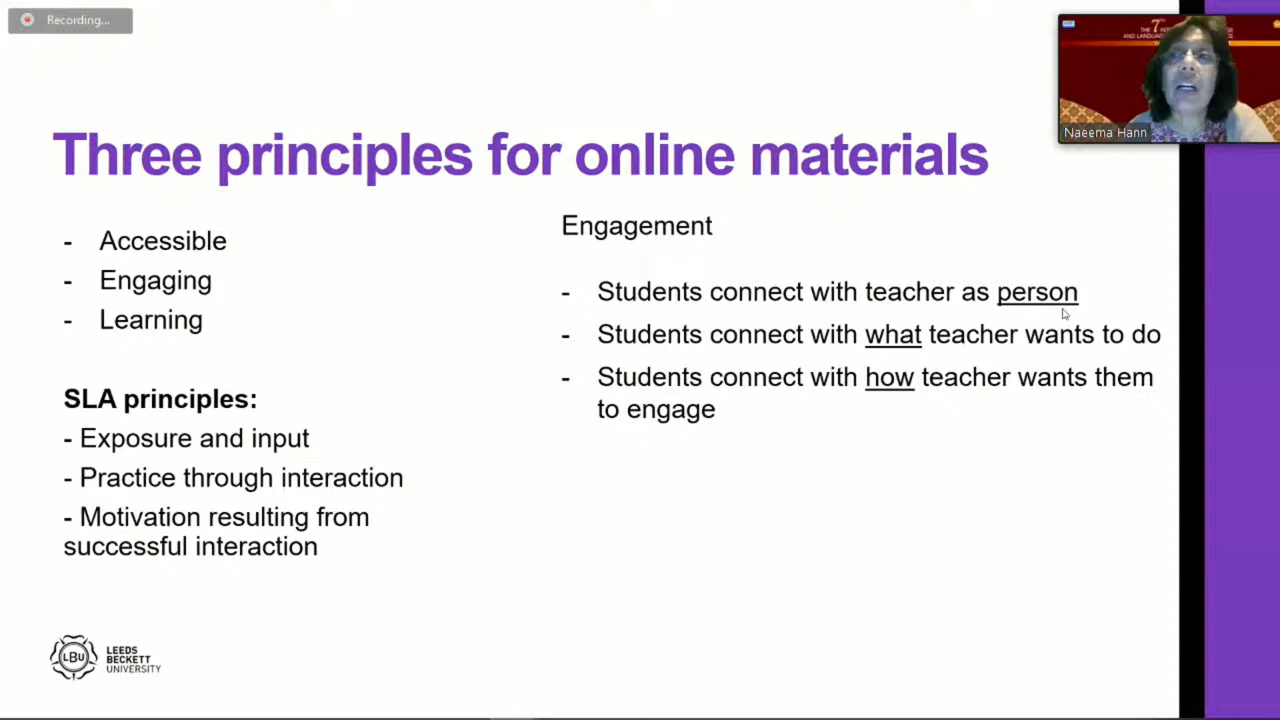 Recording...
THE 7TH
Naeema Hann
Three principles for online materials
- Accessible
- Engaging
- Learning
SLA principles:
- Exposure and input
- Practice through interaction
- Motivation resulting from
successful interaction
Engagement
- Students connect with teacher as person
- Students connect with what teacher wants to do
- Students connect with how teacher wants them
to engage
LBU
LEEDS
BECKETT
UNIVERSITY